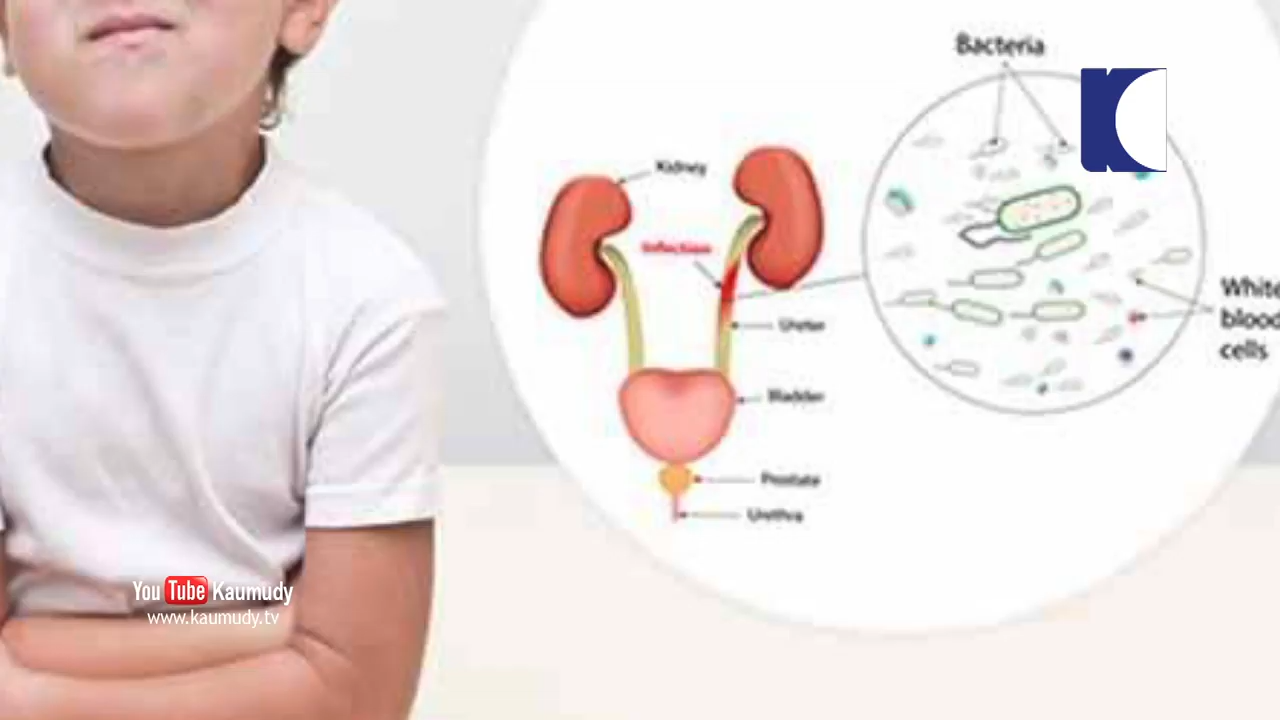 Bacteria
Kidney
Infection
Ureter
White
blood
cells
Bladder
Prostate
Urethra
You Tube Kaumudy
www.kaumudy.tv